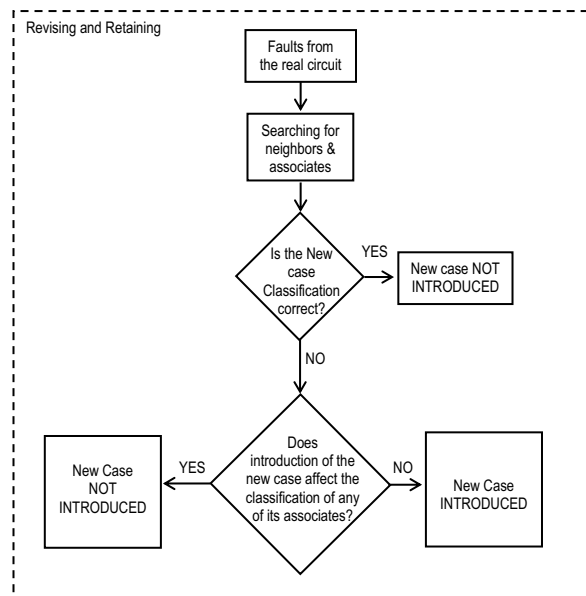 Revising and Retaining
Faults from
the real circuit
Searching for
neighbors &
associates
Is the New
case
Classification
correct?
YES
New case NOT
INTRODUCED
NO
Does
introduction of the
new case affect the
classification of any
of its associates?
YES
New Case
NOT
INTRODUCED
NO
New Case
INTRODUCED